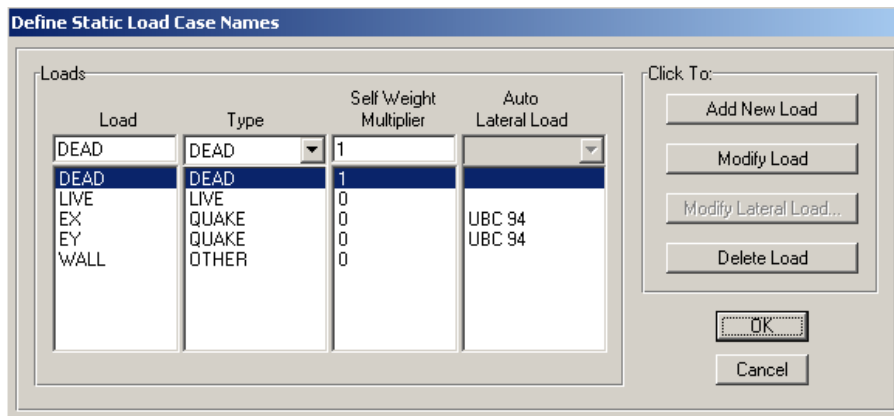 Define Static Load Case Names
Loads
Load Type Self Weight Multiplier Auto Lateral Load
DEAD DEAD 1
DEAD DEAD 1
LIVE LIVE 0
EX QUAKE 0 UBC 94
EY QUAKE 0 UBC 94
WALL OTHER 0
Click To:
Add New Load
Modify Load
Modify Lateral Load...
Delete Load
OK
Cancel